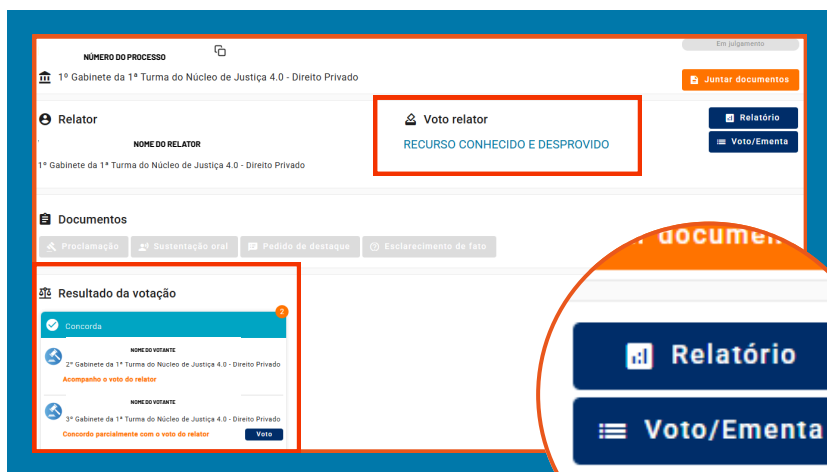 Em julgamento
NÚMERO DO PROCESSO
1º Gabinete da 1ª Turma do Núcleo de Justiça 4.0 - Direito Privado
Juntar documentos
Relator
Voto relator
Relatório
NOME DO RELATOR
RECURSO CONHECIDO E DESPROVIDO
Voto/Ementa
1º Gabinete da 1ª Turma do Núcleo de Justiça 4.0 - Direito Privado
Documentos
Proclamação
Sustentação oral
Pedido de destaque
Esclarecimento de fato
Resultado da votação
2
Concorda
NOME DO VOTANTE
2º Gabinete da 1ª Turma do Núcleo de Justiça 4.0 - Direito Privado
Acompanho o voto do relator
NOME DO VOTANTE
3º Gabinete da 1ª Turma do Núcleo de Justiça 4.0 - Direito Privado
Concordo parcialmente com o voto do relator
Voto
Relatório
Voto/Ementa